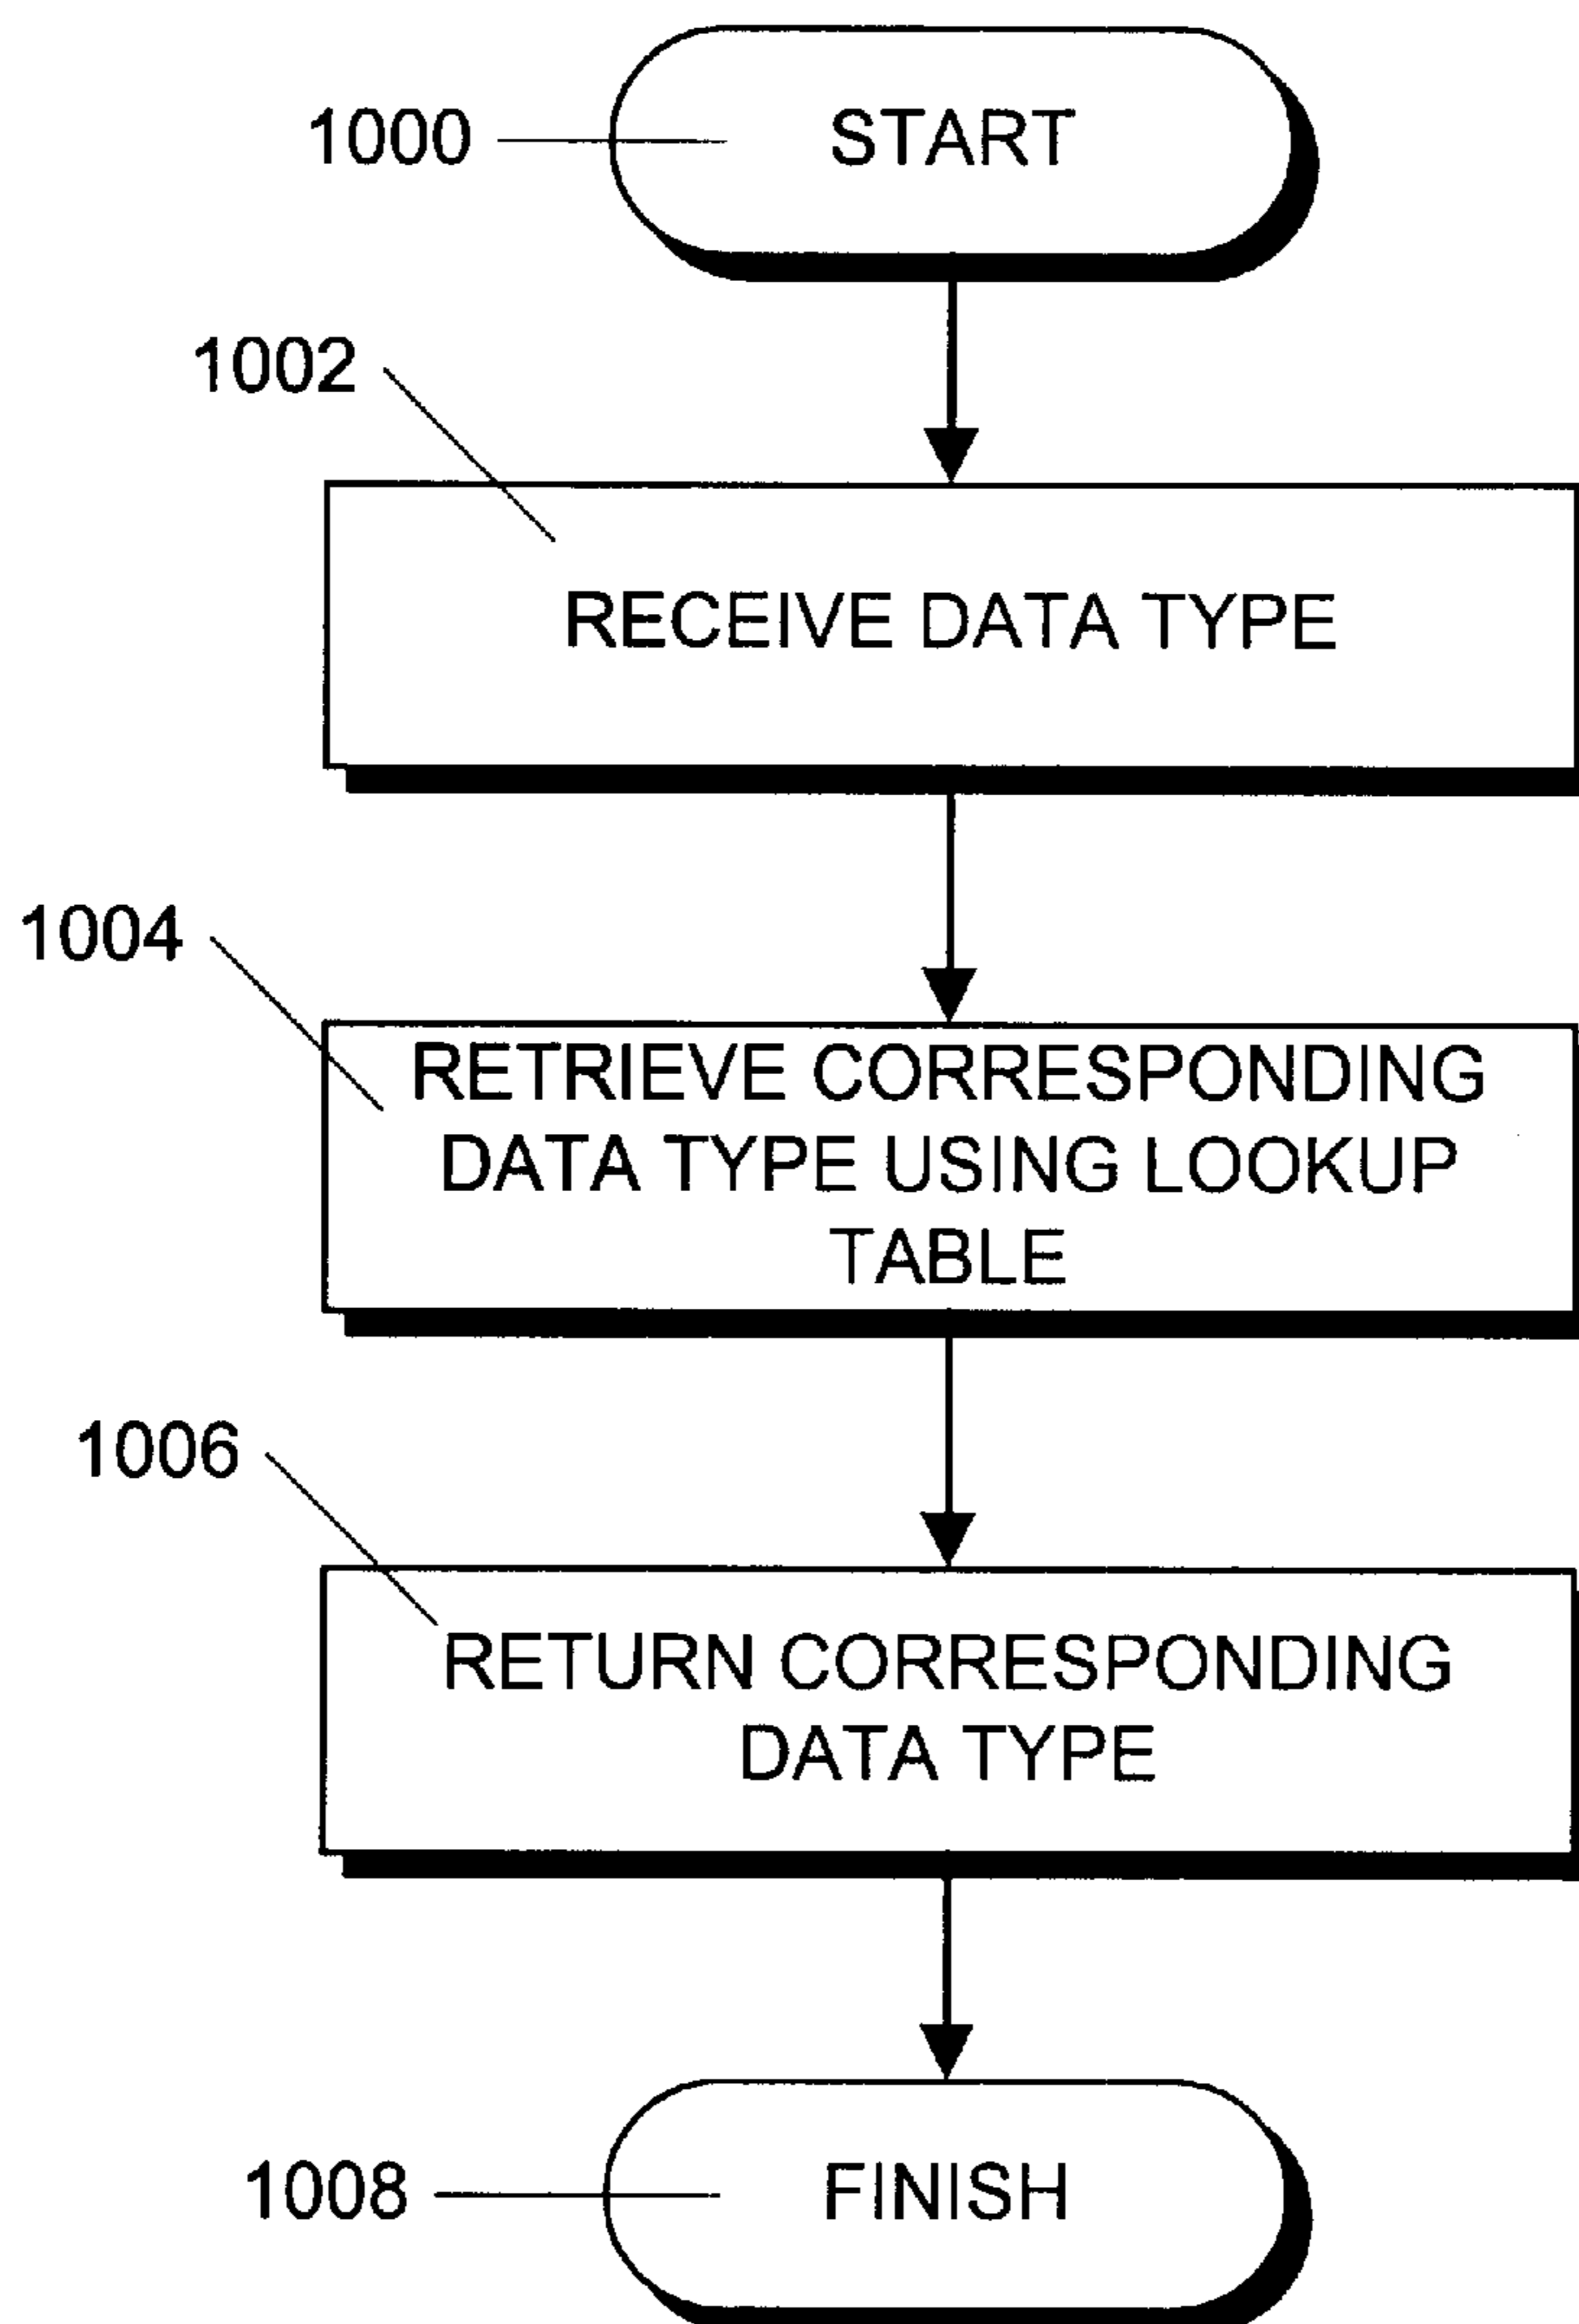 1000
START
1002
RECEIVE DATA TYPE
1004
RETRIEVE CORRESPONDING
DATA TYPE USING LOOKUP
TABLE
1006
RETURN CORRESPONDING
DATA TYPE
1008
FINISH